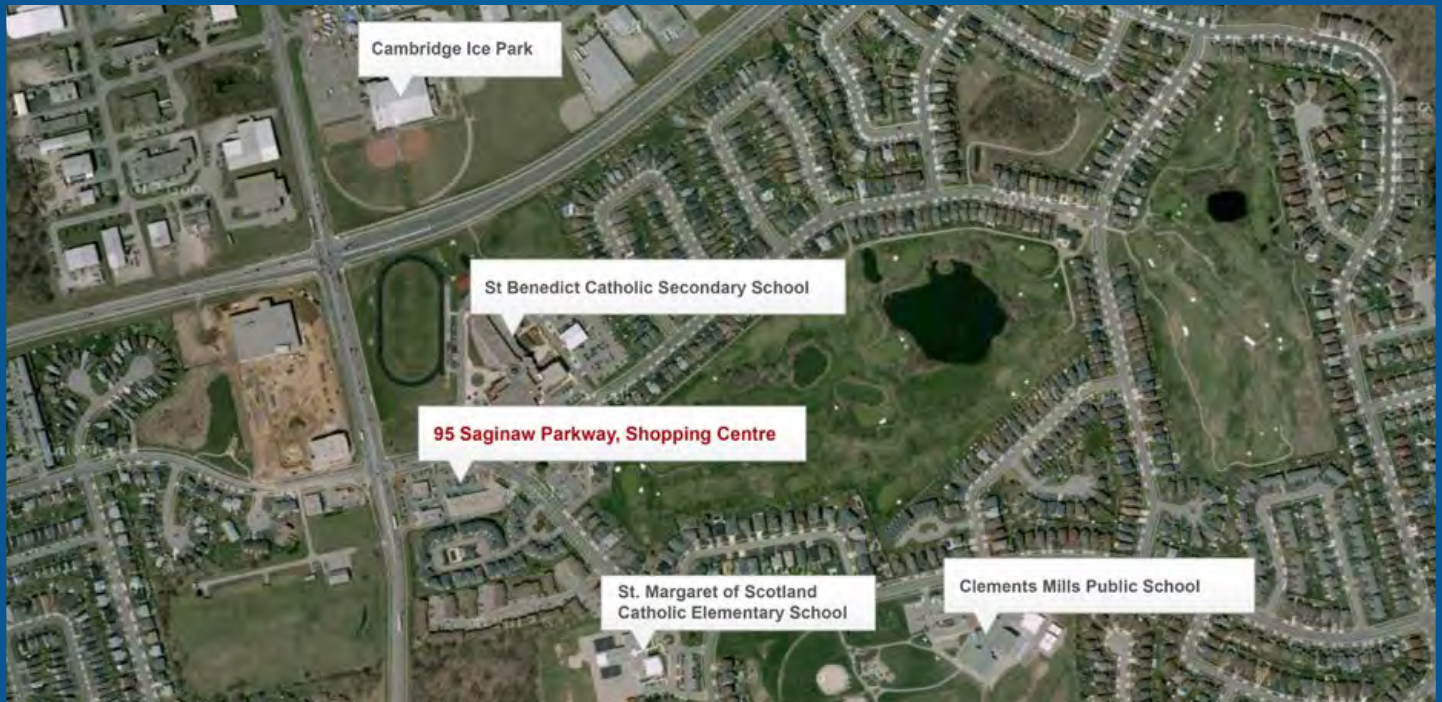 Cambridge Ice Park
St Benedict Catholic Secondary School
95 Saginaw Parkway, Shopping Centre
St. Margaret of Scotland
Catholic Elementary School
Clements Mills Public School